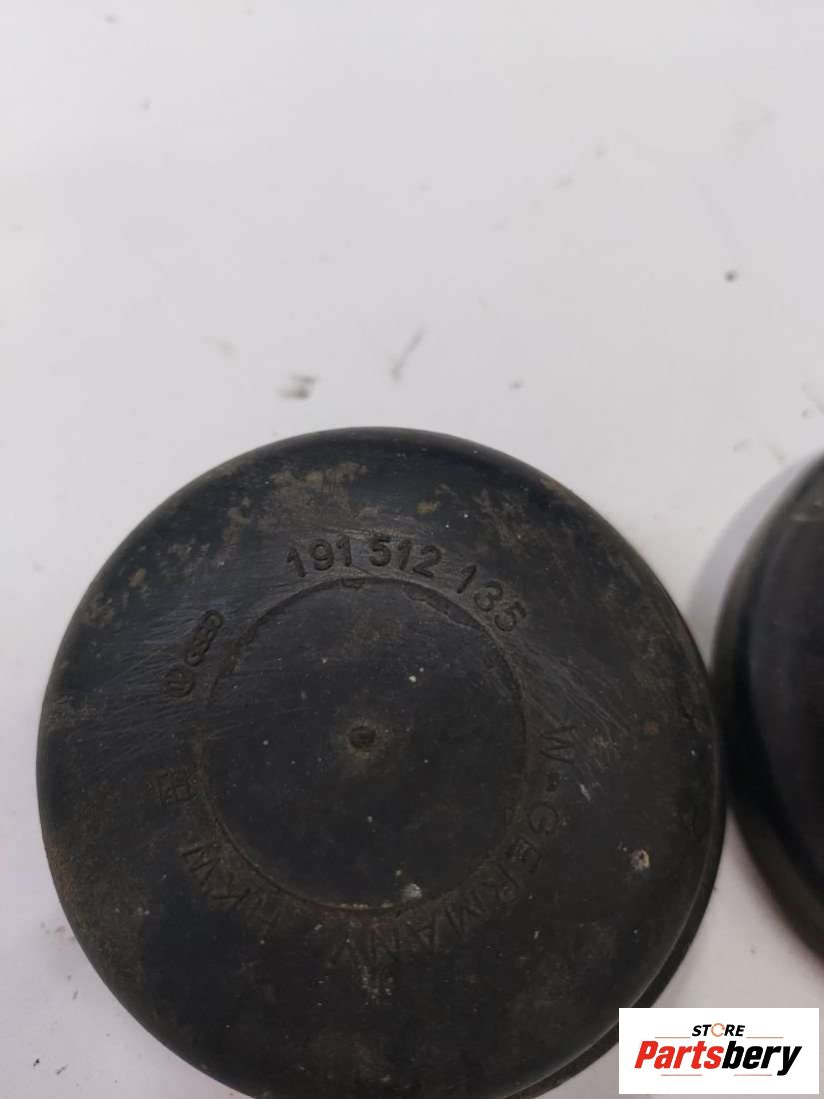 191 512 135
W-GERMANY
STORE
Partsbery